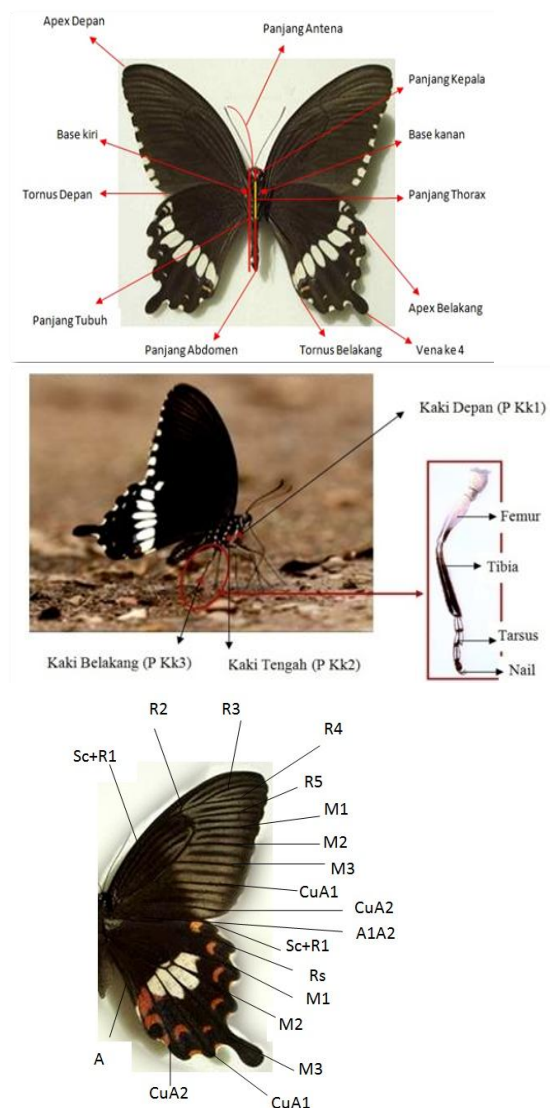 Apex Depan
Panjang Antena
Panjang Kepala
Base kiri
Base kanan
Tornus Depan
Panjang Thorax
Apex Belakang
Panjang Tubuh
Panjang Abdomen
Tornus Belakang
Vena ke 4
Kaki Depan (P Kk1)
Femur
Tibia
Tarsus
Nail
Kaki Belakang (P Kk3)
Kaki Tengah (P Kk2)
R2
R3
R4
Sc+R1
R5
M1
M2
M3
CuA1
CuA2
A1A2
Sc+R1
Rs
M1
M2
A
M3
CuA2
CuA1